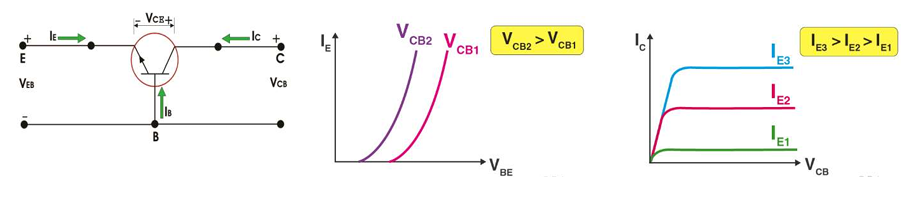 - VCE+
IE
IC
+
+
E
C
VEB
VCB
IB
-
B
IE
VCB2
VCB1
VCB2 > VCB1
VBE
IC
IE3 > IE2 > IE1
IE3
IE2
IE1
VCB